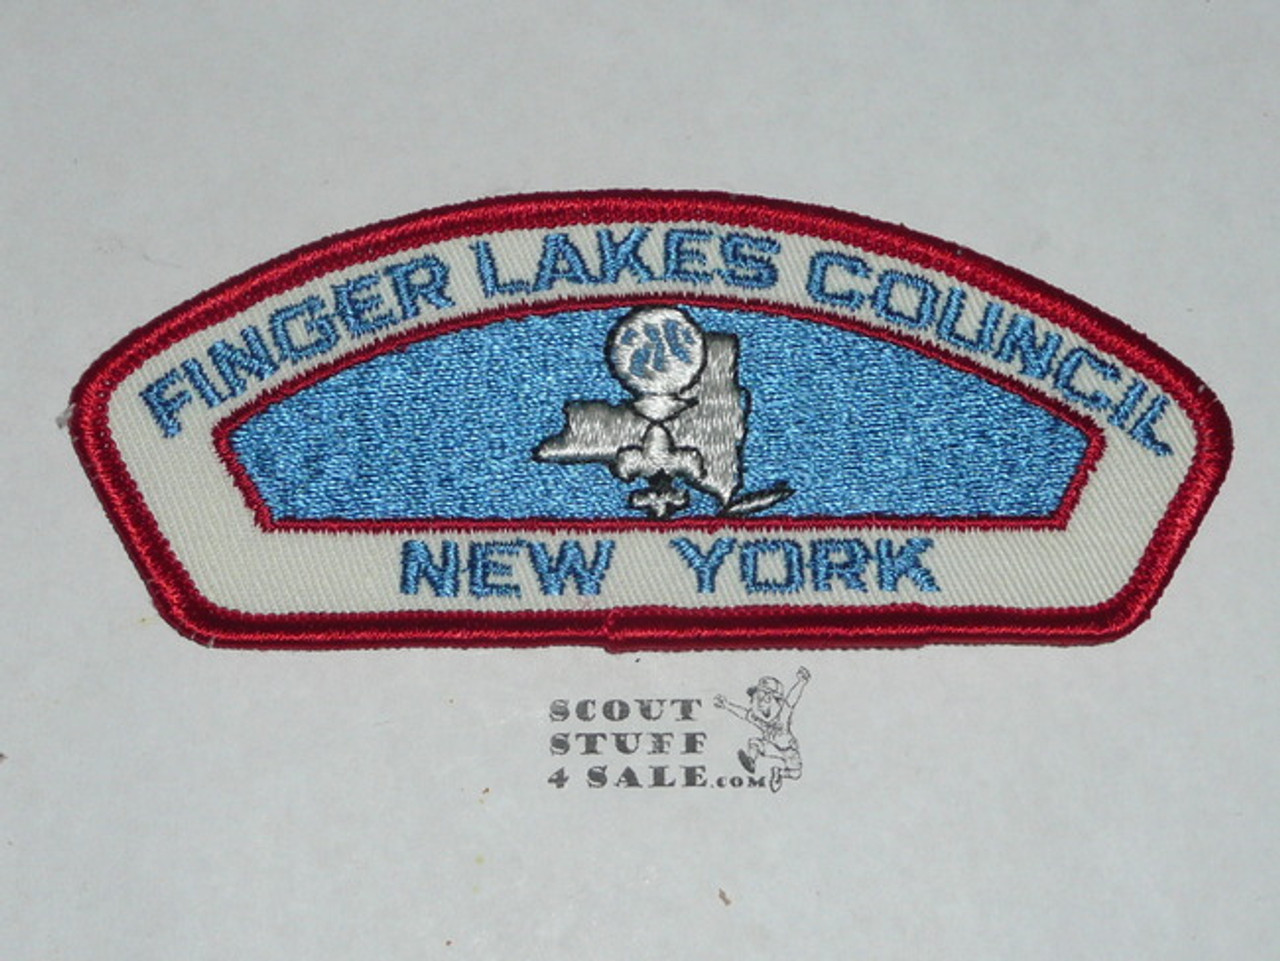 FINGER LAKES COUNCIL
NEW YORK
SCOUT
STUFF
4 SALE.COM